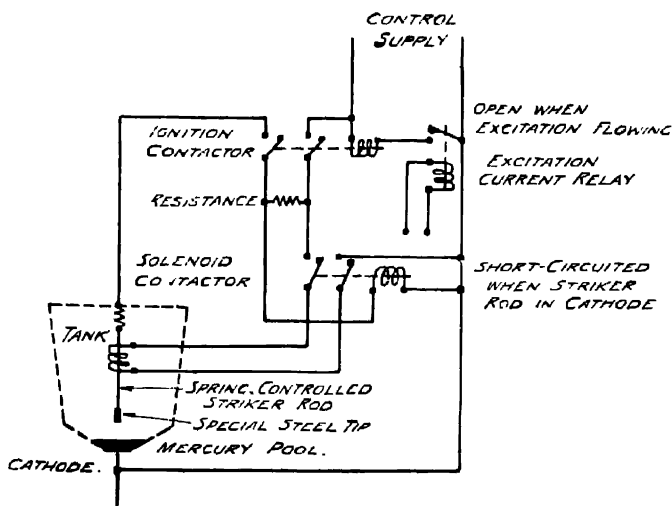 CONTROL
SUPPLY
IGNITION
CONTACTOR
OPEN WHEN
EXCITATION FLOWING
EXCITATION
CURRENT RELAY
RESISTANCE
SOLENOID
CONTACTOR
SHORT-CIRCUITED
WHEN STRIKER
ROD IN CATHODE
TANK
SPRING. CONTROLLED
STRIKER ROD
SPECIAL STEEL TIP
MERCURY POOL.
CATHODE.